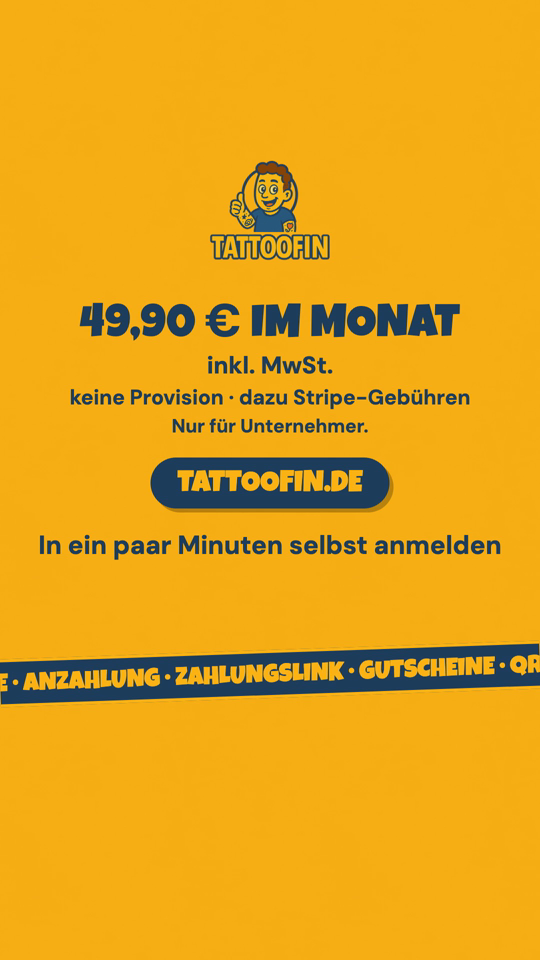 TATTOOFIN
49,90 € IM MONAT
inkl. MwSt.
keine Provision · dazu Stripe-Gebühren
Nur für Unternehmer.
TATTOOFIN.DE
In ein paar Minuten selbst anmelden
E · ANZAHLUNG · ZAHLUNGSLINK · GUTSCHEINE · QR